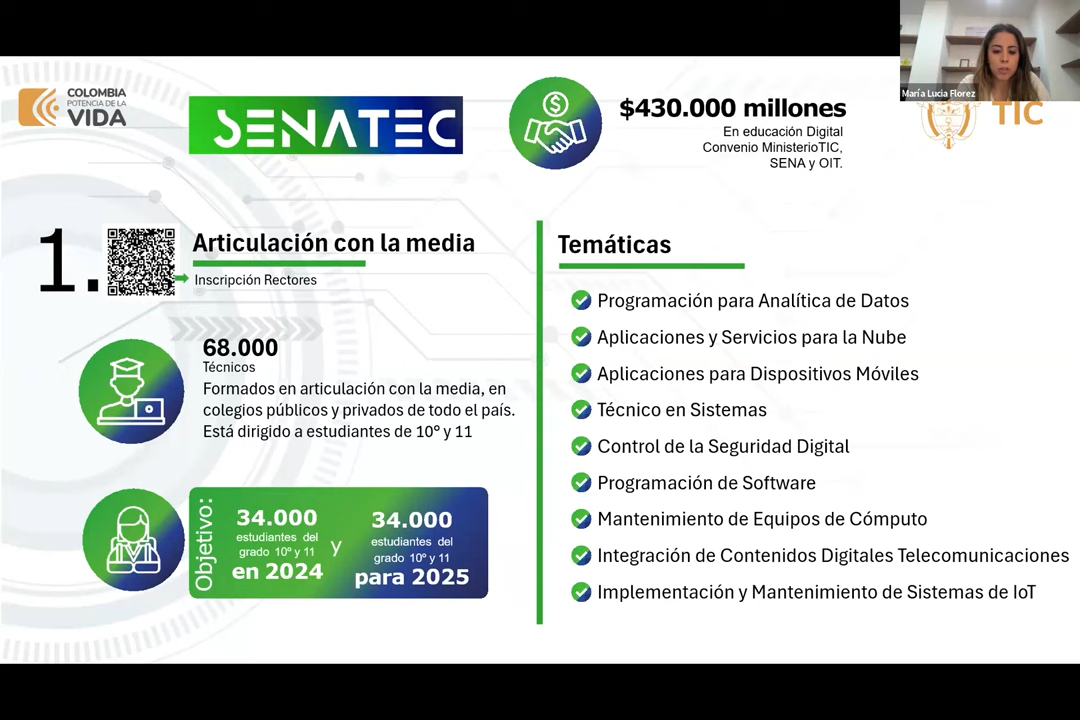 COLOMBIA
POTENCIA DE LA
VIDA
SENATEC
$430.000 millones
En educación Digital
Convenio MinisterioTIC,
SENA y OIT.
María Lucia Florez
TIC
1.
Articulación con la media
Inscripción Rectores
68.000
Técnicos
Formados en articulación con la media, en
colegios públicos y privados de todo el país.
Está dirigido a estudiantes de 10° y 11
Objetivo:
34.000
estudiantes del
grado 10º y 11
en 2024
y
34.000
estudiantes del
grado 10º y 11
para 2025
Temáticas
Programación para Analítica de Datos
Aplicaciones y Servicios para la Nube
Aplicaciones para Dispositivos Móviles
Técnico en Sistemas
Control de la Seguridad Digital
Programación de Software
Mantenimiento de Equipos de Cómputo
Integración de Contenidos Digitales Telecomunicaciones
Implementación y Mantenimiento de Sistemas de IoT